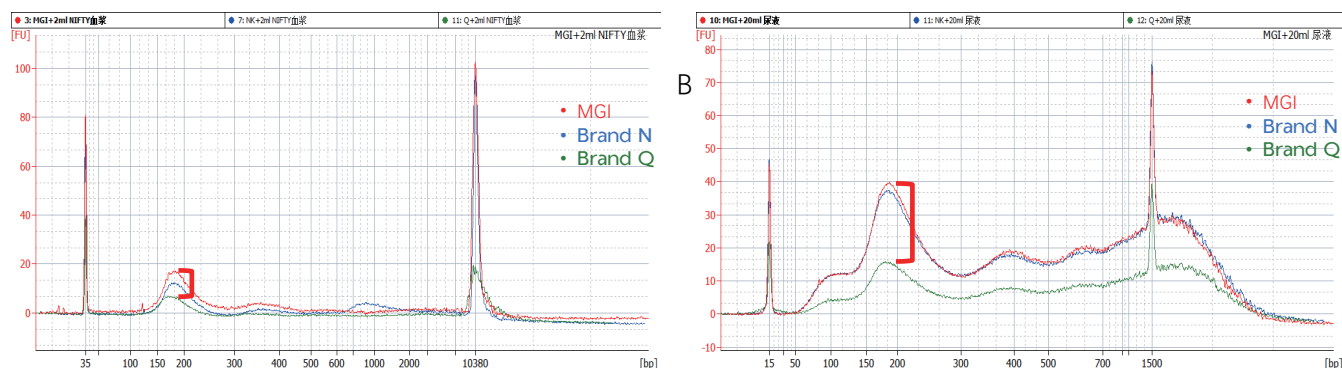 3: MGI+2ml NIFTY血浆
7: NK+2ml NIFTY血浆
11: Q+2ml NIFTY血浆
[FU]
MGI+2ml NIFTY血浆
100
80
60
40
20
0
MGI
Brand N
Brand Q
35 100 150 200 300 400 500 600 1000 2000 10380 [bp]
B
10: MGI+20ml 尿液
11: NK+20ml 尿液
12: Q+20ml 尿液
[FU]
MGI+20ml 尿液
80
70
60
50
40
30
20
10
0
-10
MGI
Brand N
Brand Q
15 50 100 150 200 300 400 500 700 1500 [bp]